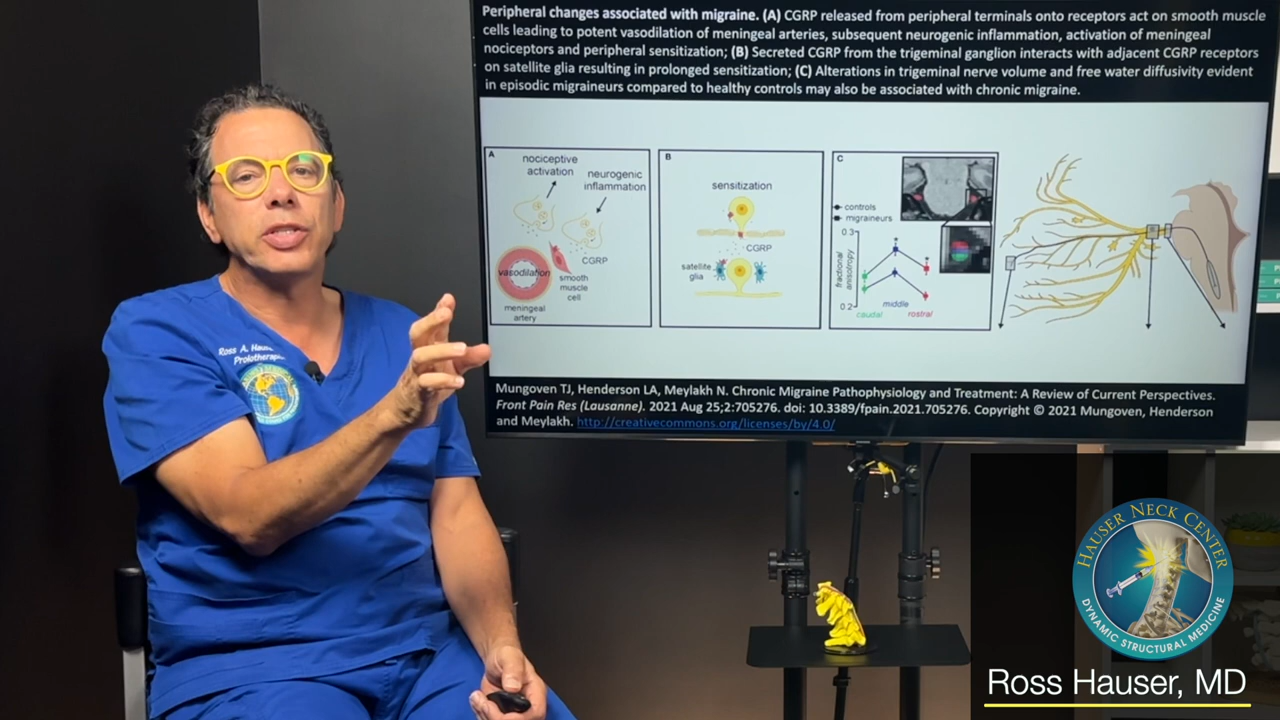 Peripheral changes associated with migraine. (A) CGRP released from peripheral terminals onto receptors act on smooth muscle
cells leading to potent vasodilation of meningeal arteries, subsequent neurogenic inflammation, activation of meningeal
nociceptors and peripheral sensitization; (B) Secreted CGRP from the trigeminal ganglion interacts with adjacent CGRP receptors
on satellite glia resulting in prolonged sensitization; (C) Alterations in trigeminal nerve volume and free water diffusivity evident
in episodic migraineurs compared to healthy controls may also be associated with chronic migraine.
A
nociceptive
activation
neurogenic
inflammation
CGRP
vasodilation
smooth
muscle
cell
meningeal
artery
B
sensitization
CGRP
satellite
glia
C
controls
migraineurs
0.3
fractional
anisotropy
0.2
middle
caudal
rostral
Mungoven TJ, Henderson LA, Meylakh N. Chronic Migraine Pathophysiology and Treatment: A Review of Current Perspectives.
Front Pain Res (Lausanne). 2021 Aug 25;2:705276. doi: 10.3389/fpain.2021.705276. Copyright © 2021 Mungoven, Henderson
and Meylakh. http://creativecommons.org/licenses/by/4.0/
Ross A.
HAUSER NECK CENTER
DYNAMIC STRUCTURAL MEDICINE
Ross Hauser, MD